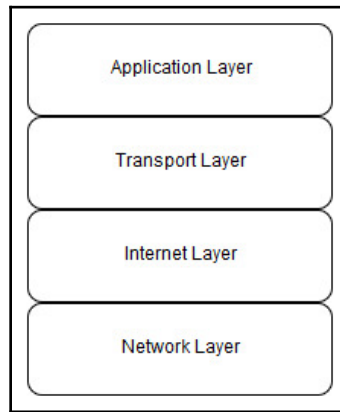 Application Layer
Transport Layer
Internet Layer
Network Layer